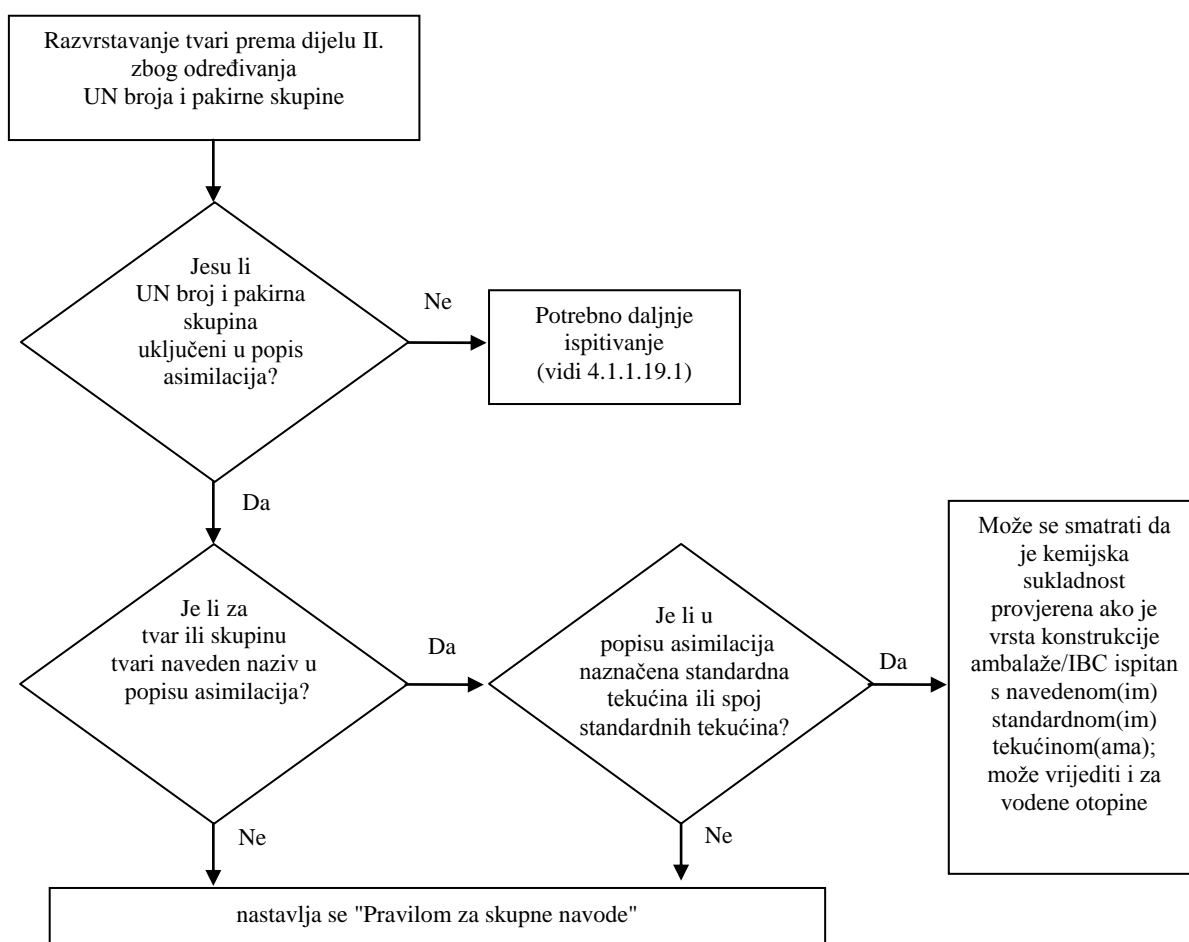 Razvrstavanje tvari prema dijelu II.
zbog određivanja
UN broja i pakirne skupine
Jesu li
UN broj i pakirna
skupina
uključeni u popis
asimilacija?
Ne
Potrebno daljnje
ispitivanje
(vidi 4.1.1.19.1)
Da
Je li za
tvar ili skupinu
tvari naveden naziv u
popisu asimilacija?
Da
Je li u
popisu asimilacija
naznačena standardna
tekućina ili spoj
standardnih tekućina?
Da
Može se smatrati da
je kemijska
sukladnost
provjerena ako je
vrsta konstrukcije
ambalaže/IBC ispitan
s navedenom(im)
standardnom(im)
tekućinom(ama);
može vrijediti i za
vodene otopine
Ne
Ne
nastavlja se "Pravilom za skupne navode"